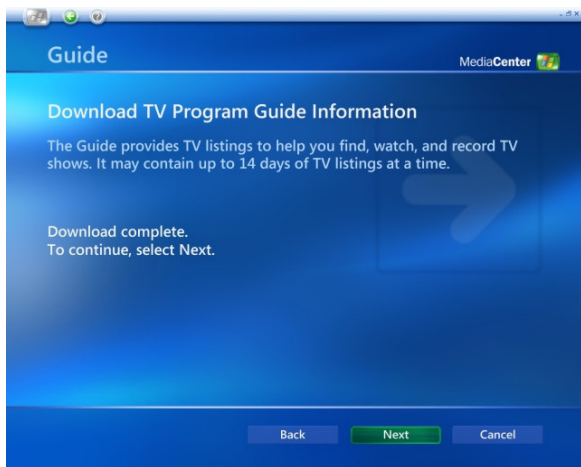 Guide
MediaCenter
Download TV Program Guide Information
The Guide provides TV listings to help you find, watch, and record TV
shows. It may contain up to 14 days of TV listings at a time.
Download complete.
To continue, select Next.
Back
Next
Cancel